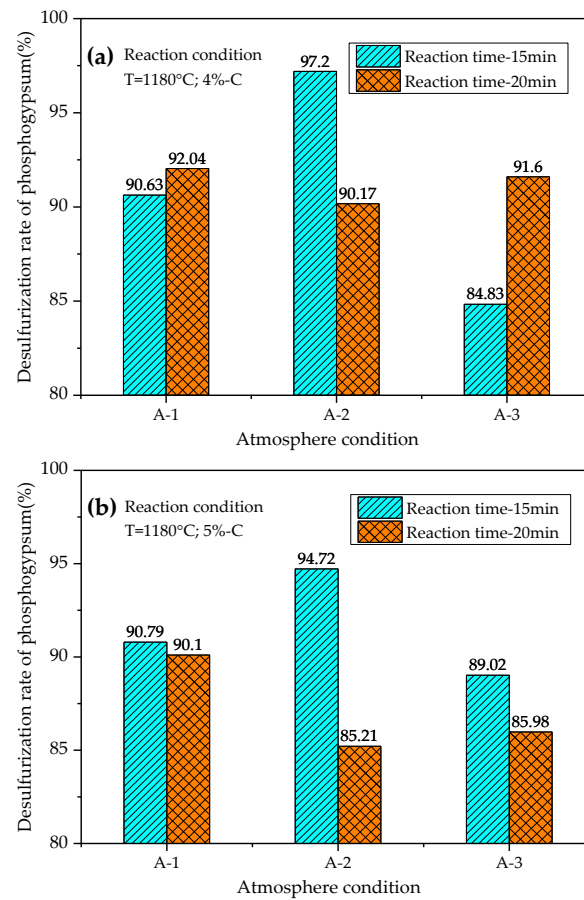 100
(a) Reaction condition
T=1180°C; 4%-C
97.2
Reaction time-15min
Reaction time-20min
95
92.04
91.6
90.63
90.17
90
84.83
85
80
A-1 A-2 A-3
Atmosphere condition
Desulfurization rate of phosphogypsum(%)
100
(b) Reaction condition
T=1180°C; 5%-C
Reaction time-15min
Reaction time-20min
94.72
95
90.79
90.1
89.02
90
85.21
85.98
85
80
A-1 A-2 A-3
Atmosphere condition
Desulfurization rate of phosphogypsum(%)